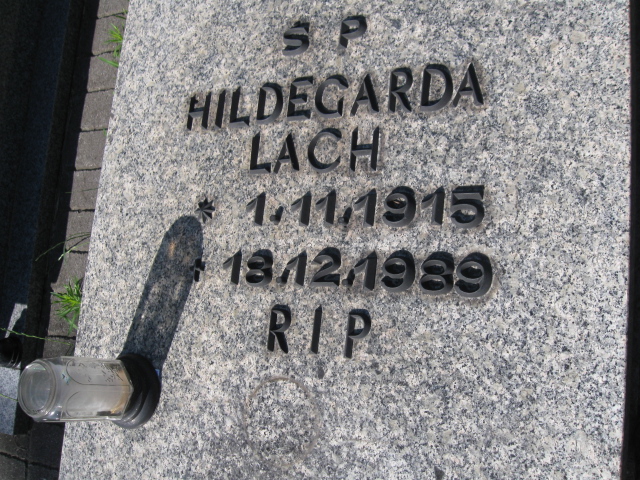 S P
HILDEGARDA
LACH
* 1.11.1915
+ 18.12.1989
R I P